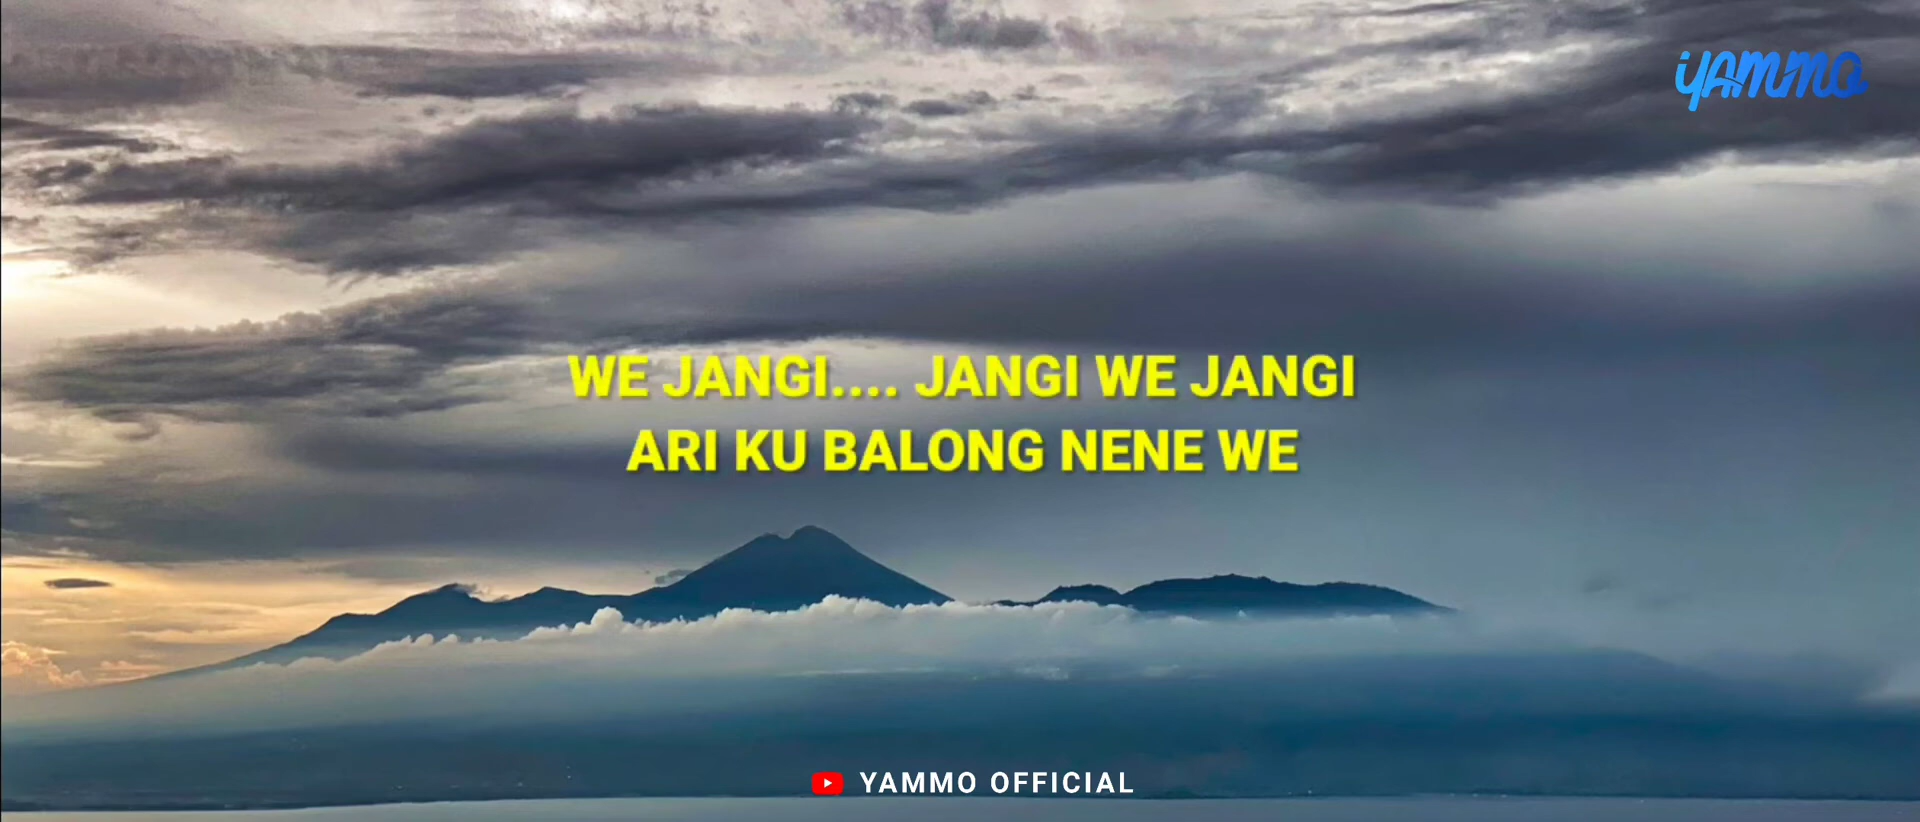 YAMMO
WE JANGI.... JANGI WE JANGI
ARI KU BALONG NENE WE
YAMMO OFFICIAL